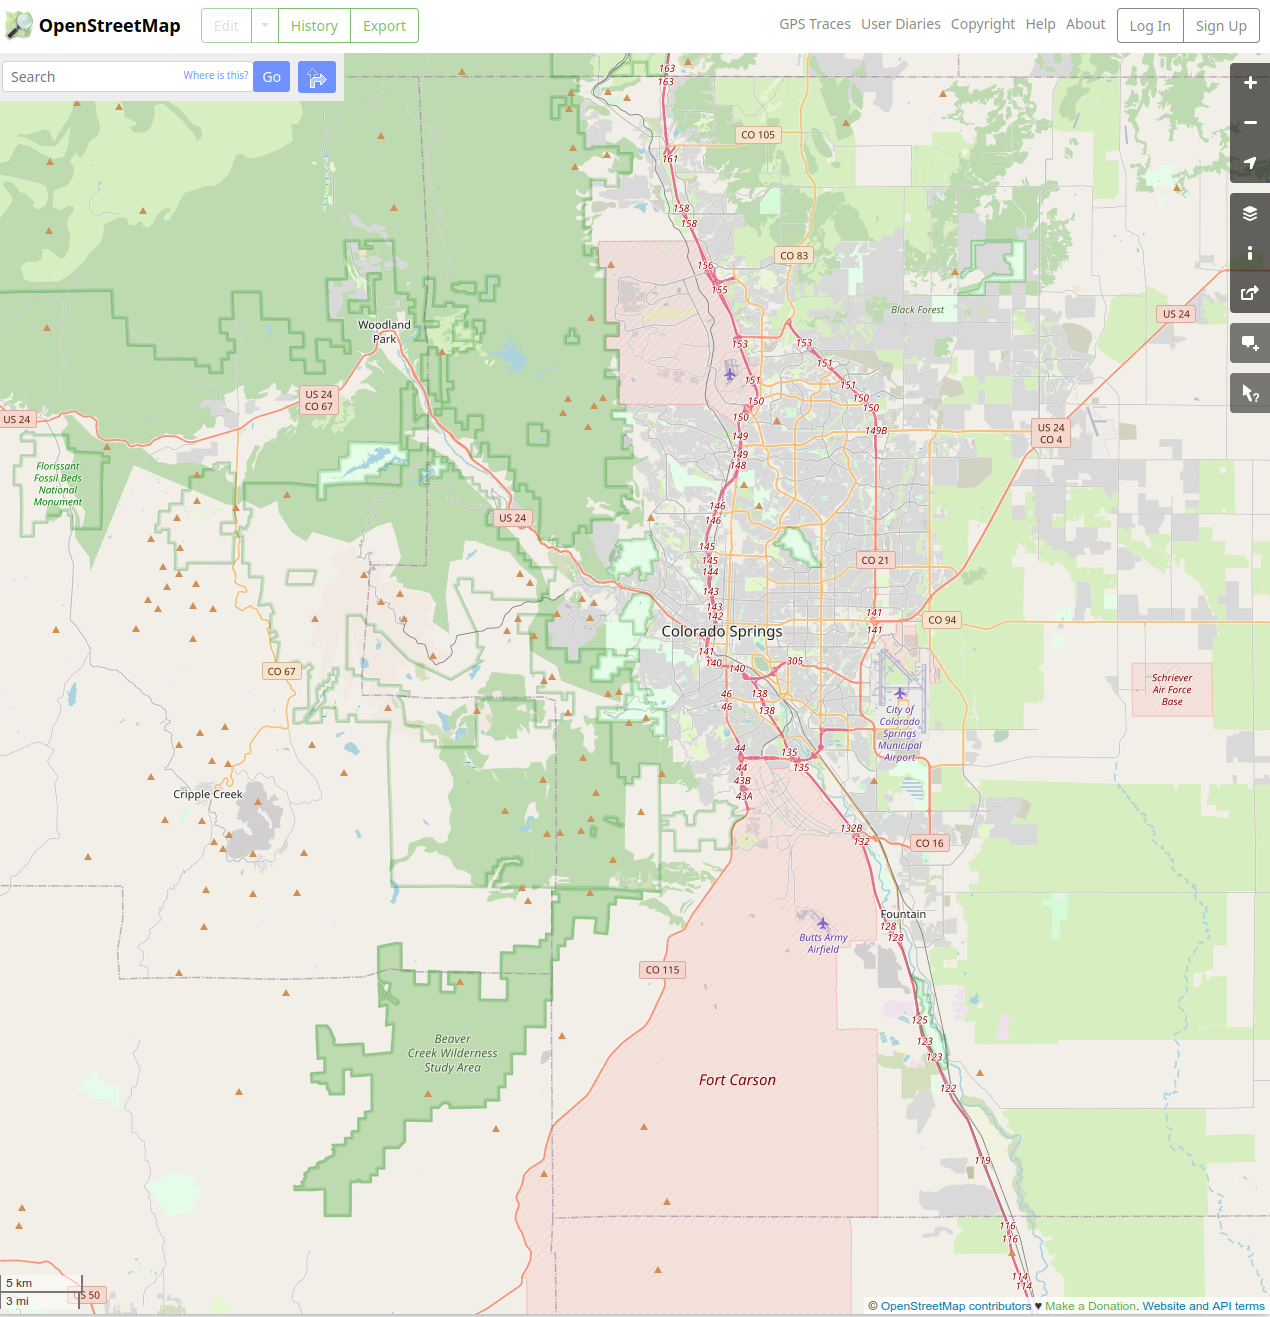 OpenStreetMap
Edit
History
Export
GPS Traces
User Diaries
Copyright
Help
About
Log In
Sign Up
Search
Where is this?
Go
163
163
CO 105
161
158
158
CO 83
156
155
Black Forest
US 24
Woodland
Park
153
153
151
151
151
150
150
150
150
US 24
CO 67
US 24
149B
US 24
CO 4
149
149
148
Florissant
Fossil Beds
National
Monument
146
146
US 24
145
145
144
CO 21
143
143
142
141
141
CO 94
Colorado Springs
141
140
140
305
CO 67
46
46
138
138
Schriever
Air Force
Base
City of
Colorado
Springs
Municipal
Airport
44
44
43B
43A
135
135
Cripple Creek
132B
132
CO 16
Fountain
128
128
Butts Army
Airfield
CO 115
125
123
123
122
Beaver
Creek Wilderness
Study Area
Fort Carson
119
116
116
114
114
5 km
3 mi
US 50
© OpenStreetMap contributors ♥ Make a Donation. Website and API terms